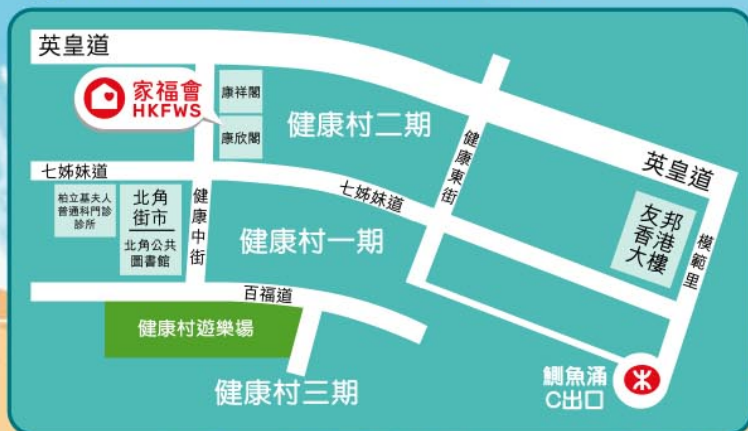 英皇道
家福會
HKFWS
康祥閣
康欣閣
健康村二期
健康東街
英皇道
七姊妹道
柏立基夫人
普通科門診
診所
北角
街市
北角公共
圖書館
健康中街
七姊妹道
健康村一期
友邦
香港
大樓
模範里
百福道
健康村遊樂場
健康村三期
鰂魚涌
C出口